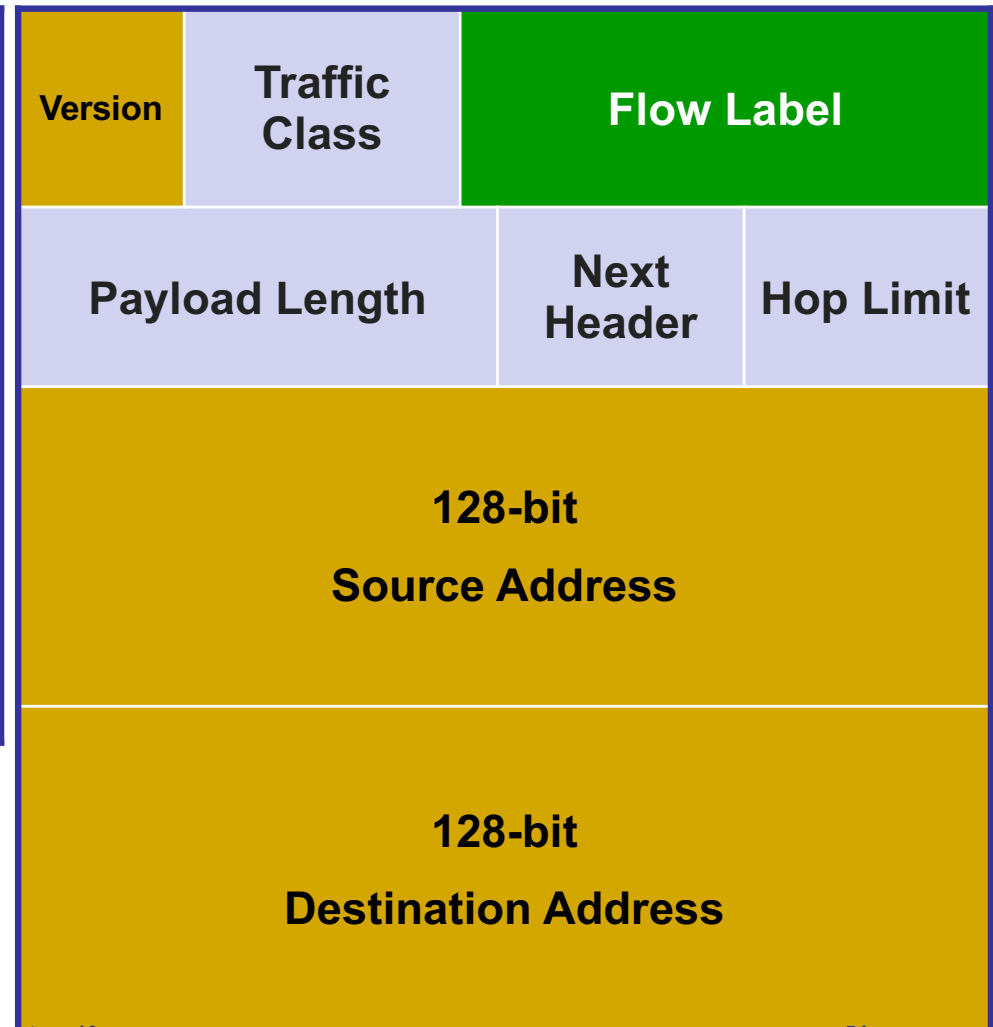 Version
Traffic
Class
Flow Label
Payload Length
Next
Header
Hop Limit
128-bit
Source Address
128-bit
Destination Address